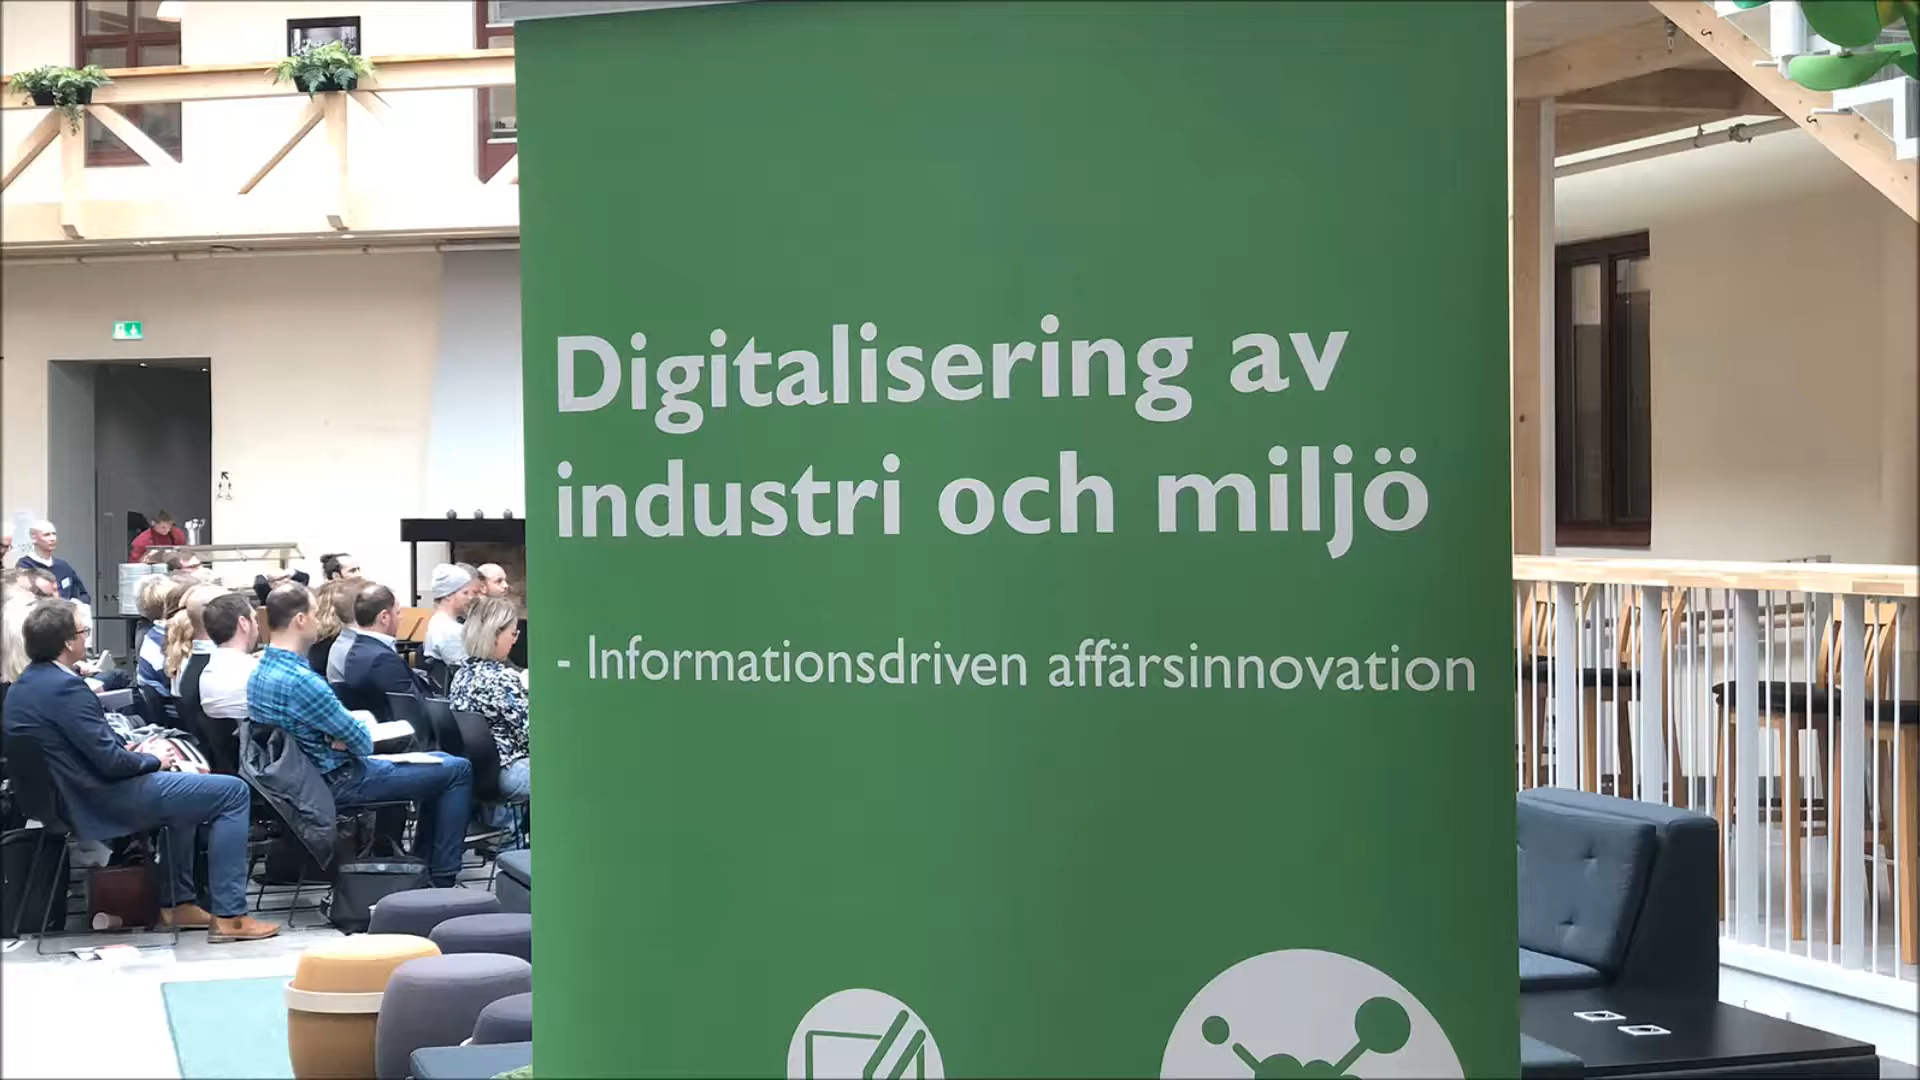 Digitalisering av
industri och miljö
- Informationsdriven affärsinnovation